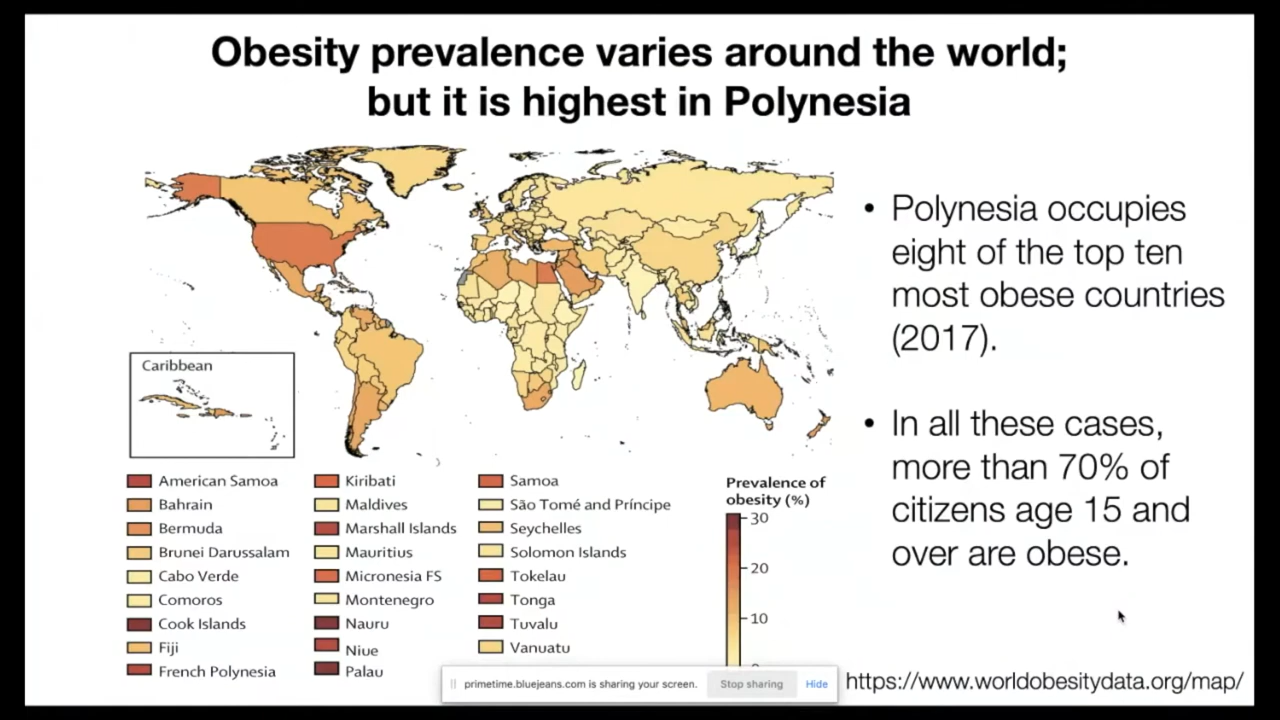 Obesity prevalence varies around the world;
but it is highest in Polynesia
Caribbean
American Samoa
Bahrain
Bermuda
Brunei Darussalam
Cabo Verde
Comoros
Cook Islands
Fiji
French Polynesia
Kiribati
Maldives
Marshall Islands
Mauritius
Micronesia FS
Montenegro
Nauru
Niue
Palau
Samoa
São Tomé and Príncipe
Seychelles
Solomon Islands
Tokelau
Tonga
Tuvalu
Vanuatu
Prevalence of
obesity (%)
30
20
10
• Polynesia occupies
eight of the top ten
most obese countries
(2017).
• In all these cases,
more than 70% of
citizens age 15 and
over are obese.
primetime.bluejeans.com is sharing your screen. Stop sharing Hide
https://www.worldobesitydata.org/map/